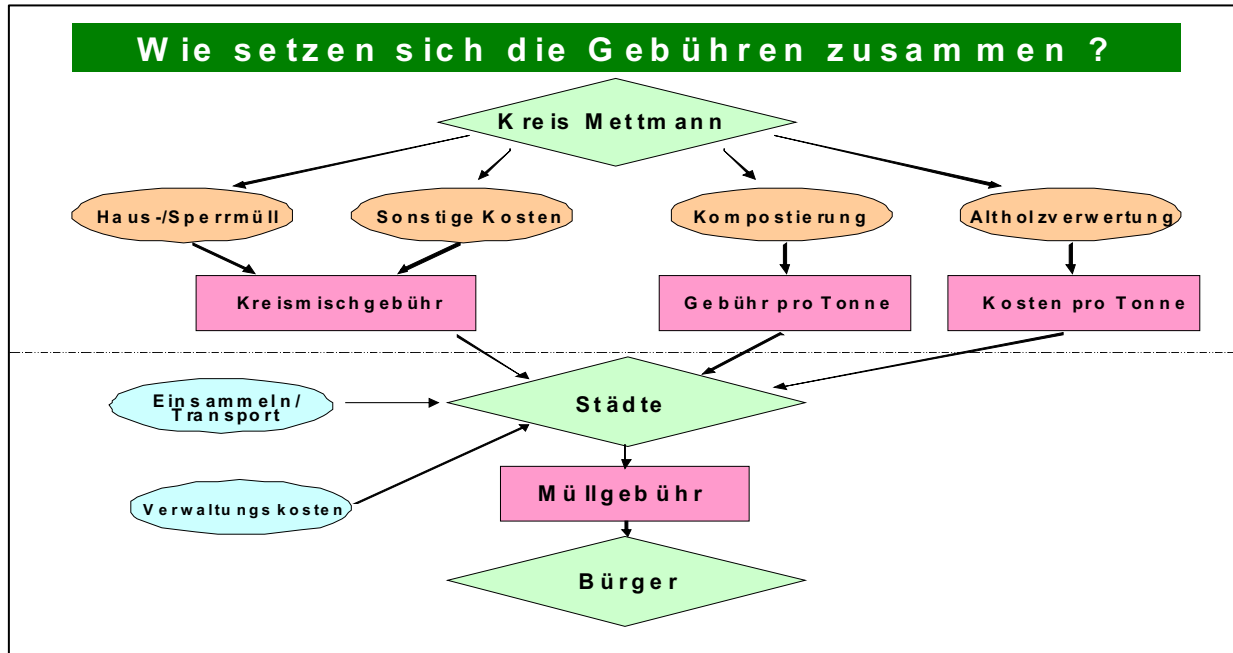 Wie setzen sich die Gebühren zusammen ?
Kreis Mettmann
Haus-/Sperrmüll
Sonstige Kosten
Kompostierung
Altholzverwertung
Kreismischgebühr
Gebühr pro Tonne
Kosten pro Tonne
Einsammeln/
Transport
Städte
Verwaltungskosten
Müllgebühr
Bürger